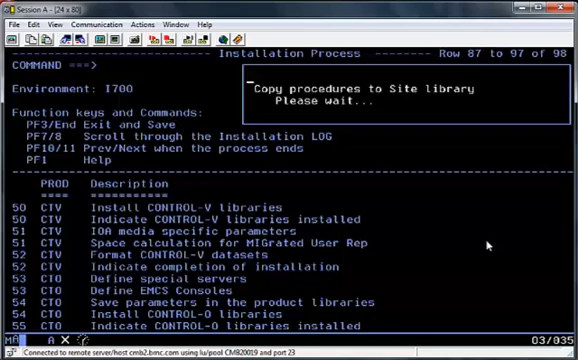 Session A - [24 x 80]
File Edit View Communication Actions Window Help
Installation Process Row 87 to 97 of 98
COMMAND ===>
Environment: I700
Copy procedures to Site library
Please wait...
Function keys and Commands:
PF3/End Exit and Save
PF7/8 Scroll through the Installation LOG
PF10/11 Prev/Next when the process ends
PF1 Help
PROD Description
==== ===========
50 CTV Install CONTROL-V libraries
50 CTV Indicate CONTROL-V libraries installed
51 CTV IOA media specific parameters
51 CTV Space calculation for MIGrated User Rep
52 CTV Format CONTROL-V datasets
52 CTV Indicate completion of installation
53 CTO Define special servers
53 CTO Define EMCS Consoles
54 CTO Save parameters in the product libraries
54 CTO Install CONTROL-O libraries
55 CTO Indicate CONTROL-O libraries installed
MA A X 03/035
Connected to remote server/host cmb2.bmc.com using lu/pool CMB20019 and port 23